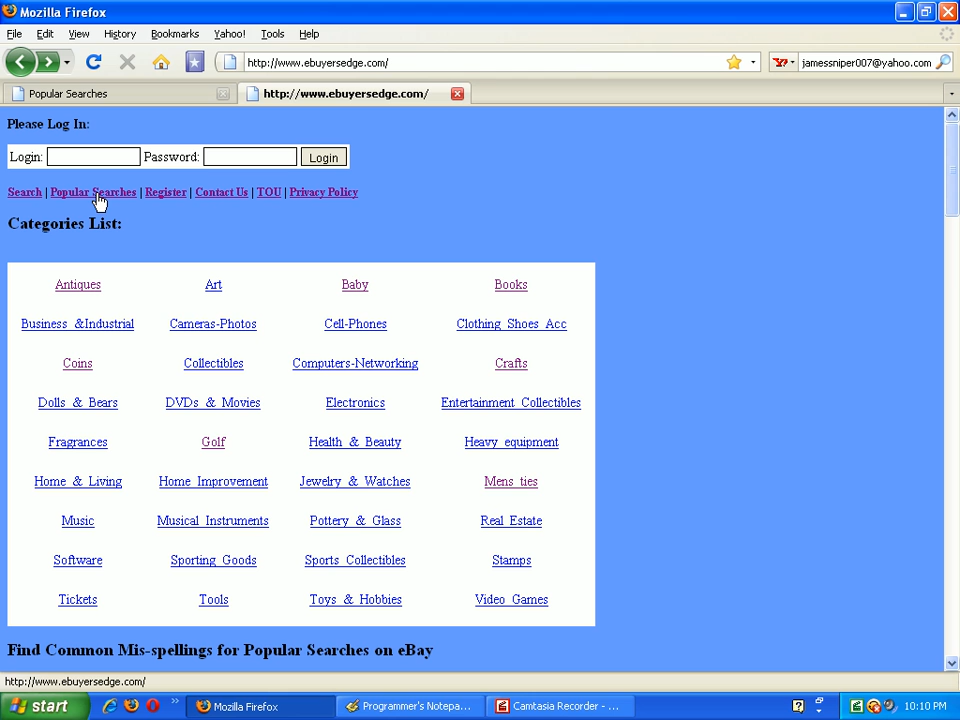 Mozilla Firefox
File Edit View History Bookmarks Yahoo! Tools Help
http://www.ebuyersedge.com/ jamessniper007@yahoo.com
Popular Searches http://www.ebuyersedge.com/
Please Log In:
Login: Password: Login
Search | Popular Searches | Register | Contact Us | TOU | Privacy Policy
Categories List:
Antiques Art Baby Books
Business &Industrial Cameras-Photos Cell-Phones Clothing Shoes Acc
Coins Collectibles Computers-Networking Crafts
Dolls & Bears DVDs & Movies Electronics Entertainment Collectibles
Fragrances Golf Health & Beauty Heavy equipment
Home & Living Home Improvement Jewelry & Watches Mens ties
Music Musical Instruments Pottery & Glass Real Estate
Software Sporting Goods Sports Collectibles Stamps
Tickets Tools Toys & Hobbies Video Games
Find Common Mis-spellings for Popular Searches on eBay
http://www.ebuyersedge.com/
start Mozilla Firefox Programmer's Notepa... Camtasia Recorder - ... 10:10 PM